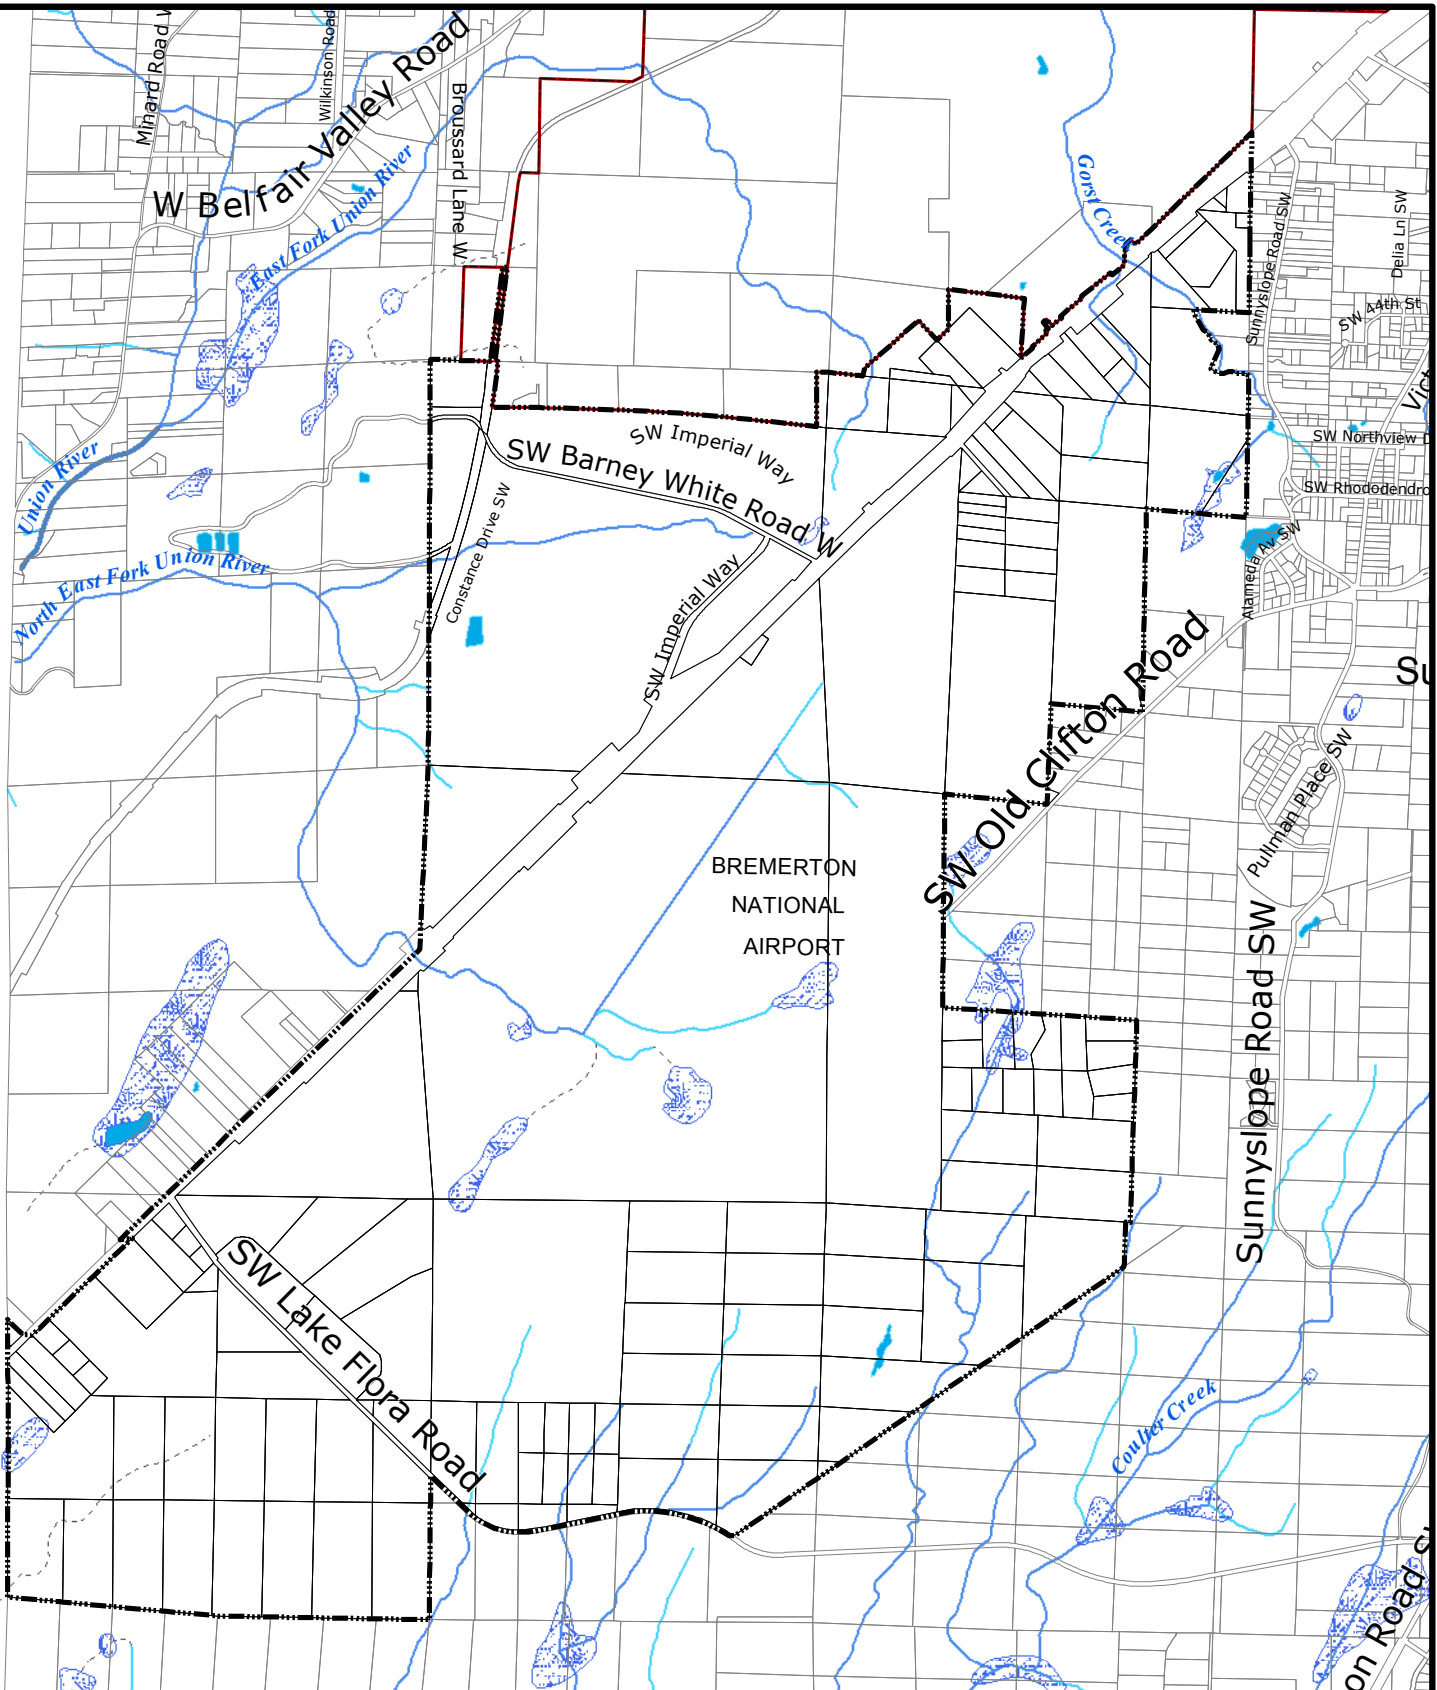 Minard Road
Wilkinson Road
W Belfair Valley Road
Broussard Lane W
East Fork Union River
Gorst Creek
Sunnyslope Road SW
Delia Ln SW
SW 44th St
Union River
North East Fork Union River
SW Imperial Way
SW Barney White Road W
Constance Drive SW
SW Imperial Way
SW Northview
SW Rhododendro
Alameda Av SW
SW Old Clifton Road
Pullman Place SW
BREMERTON
NATIONAL
AIRPORT
Sunnyslope Road SW
SW Lake Flora Road
Coulter Creek
on Road